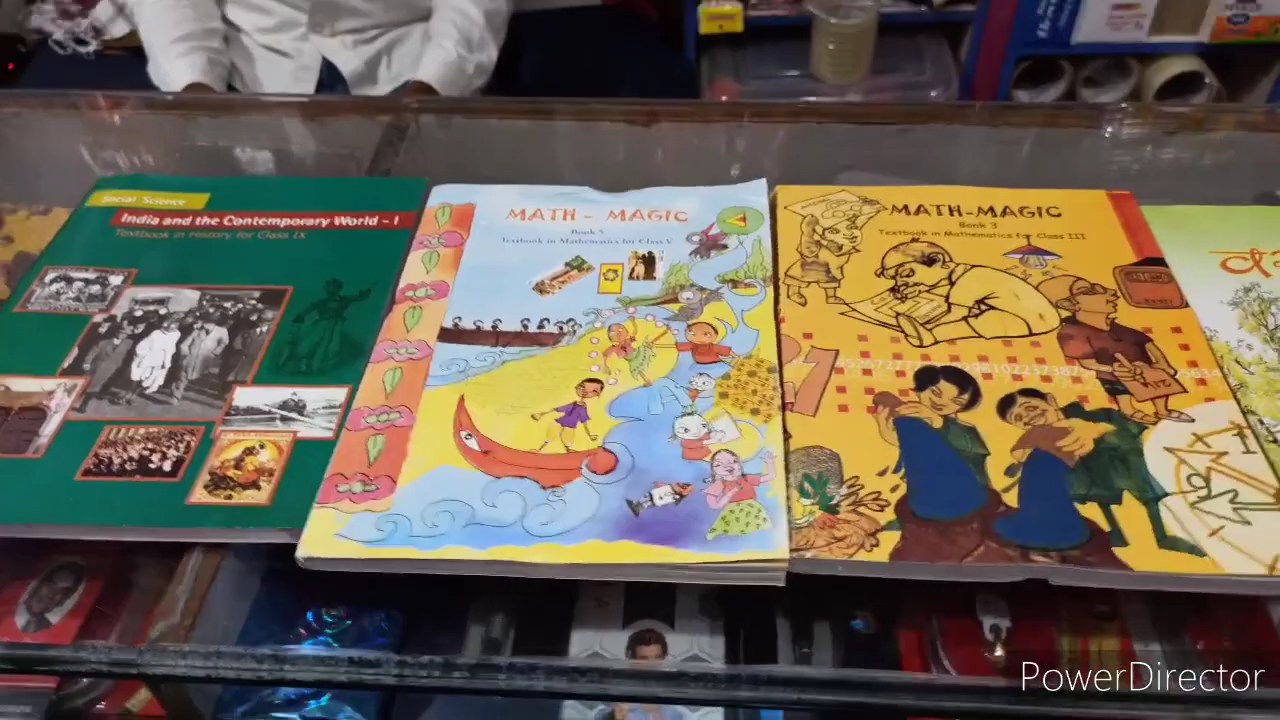 Social Science
India and the Contemporary World - I
Textbook in History for Class IX
MATH - MAGIC
Book 5
Textbook in Mathematics for Class V
MATH-MAGIC
Book 3
Textbook in Mathematics for Class III
PowerDirector